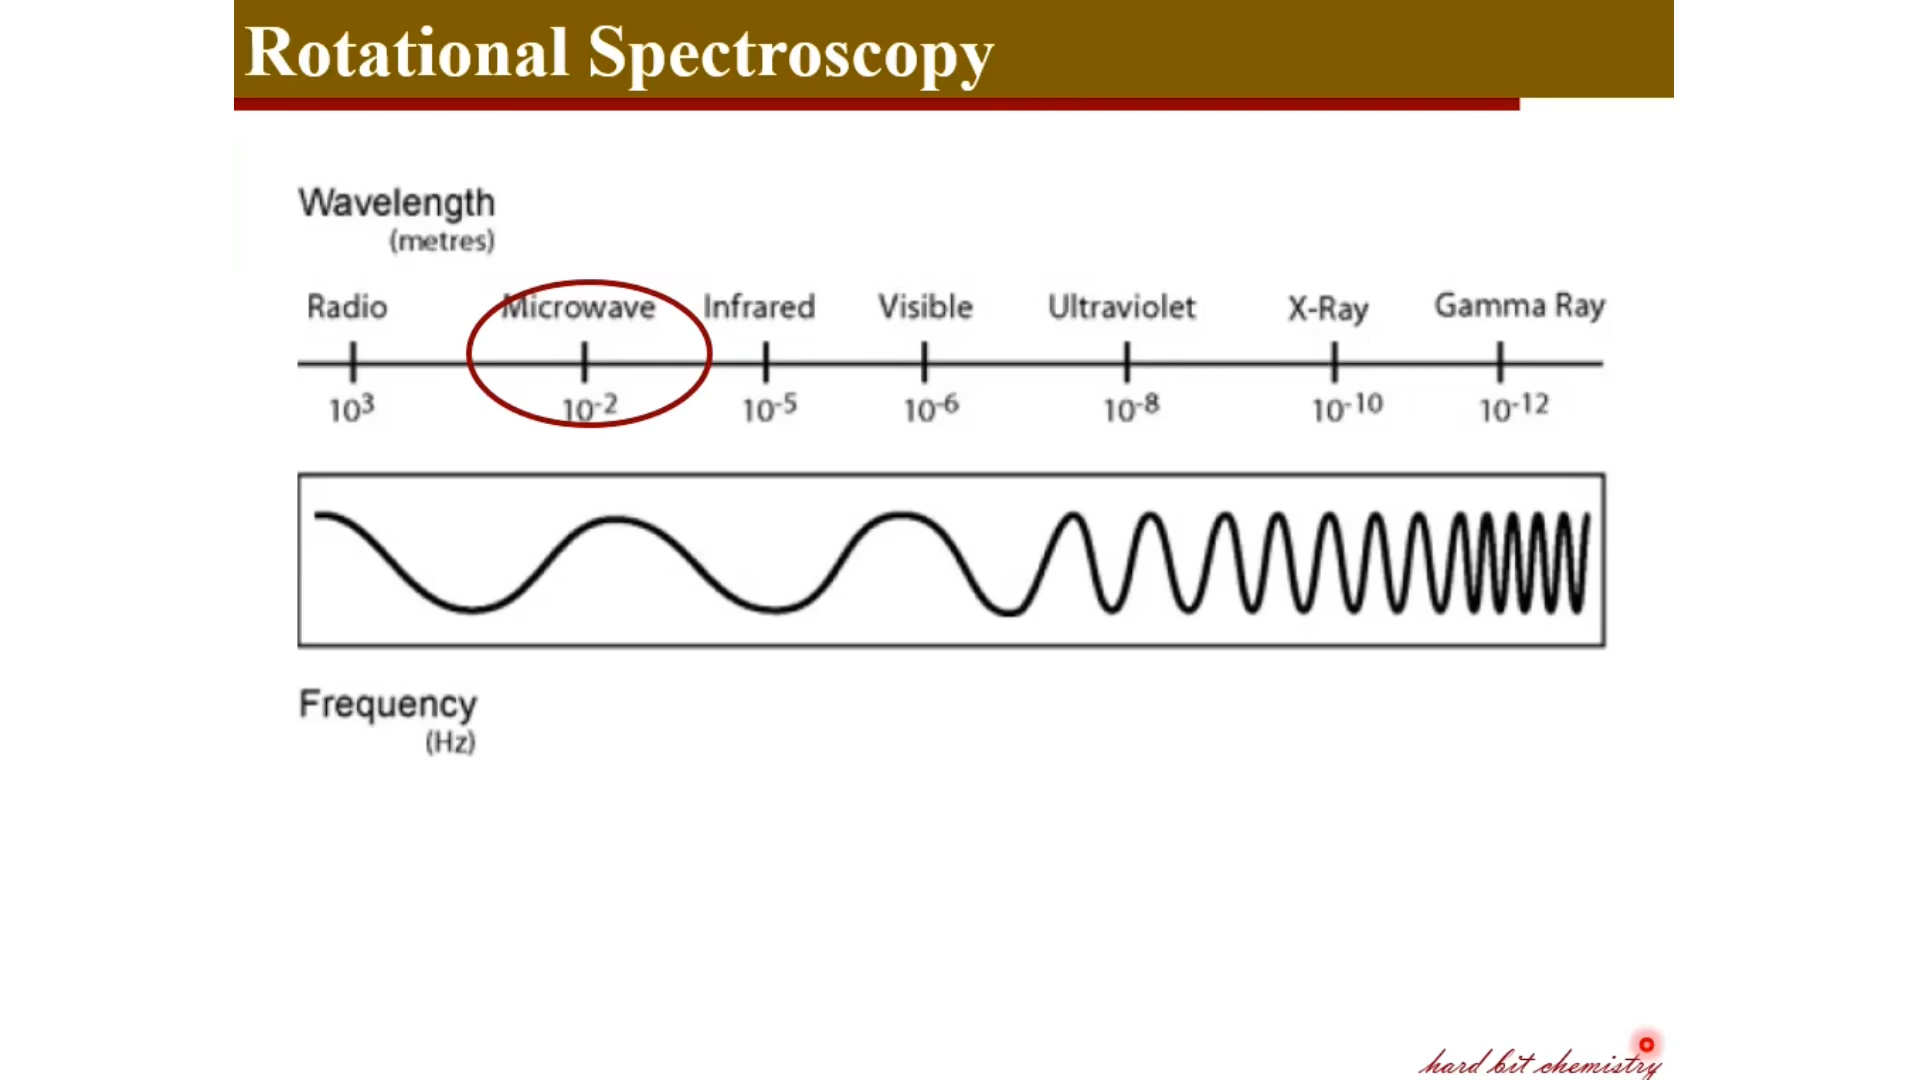 Rotational Spectroscopy
Wavelength
(metres)
Radio Microwave Infrared Visible Ultraviolet X-Ray Gamma Ray
10³ 10⁻² 10⁻⁵ 10⁻⁶ 10⁻⁸ 10⁻¹⁰ 10⁻¹²
Frequency
(Hz)
hard bit chemistry